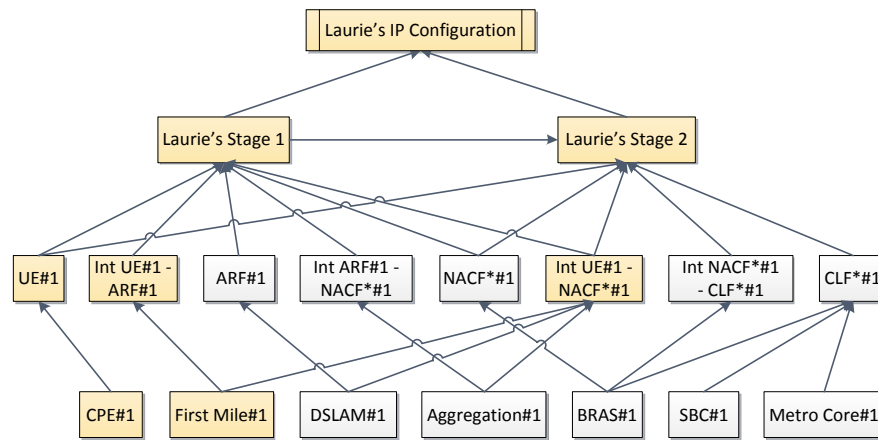 Laurie's IP Configuration
Laurie's Stage 1
Laurie's Stage 2
UE#1
Int UE#1 -
ARF#1
ARF#1
Int ARF#1 -
NACF*#1
NACF*#1
Int UE#1 -
NACF*#1
Int NACF*#1
- CLF*#1
CLF*#1
CPE#1
First Mile#1
DSLAM#1
Aggregation#1
BRAS#1
SBC#1
Metro Core#1